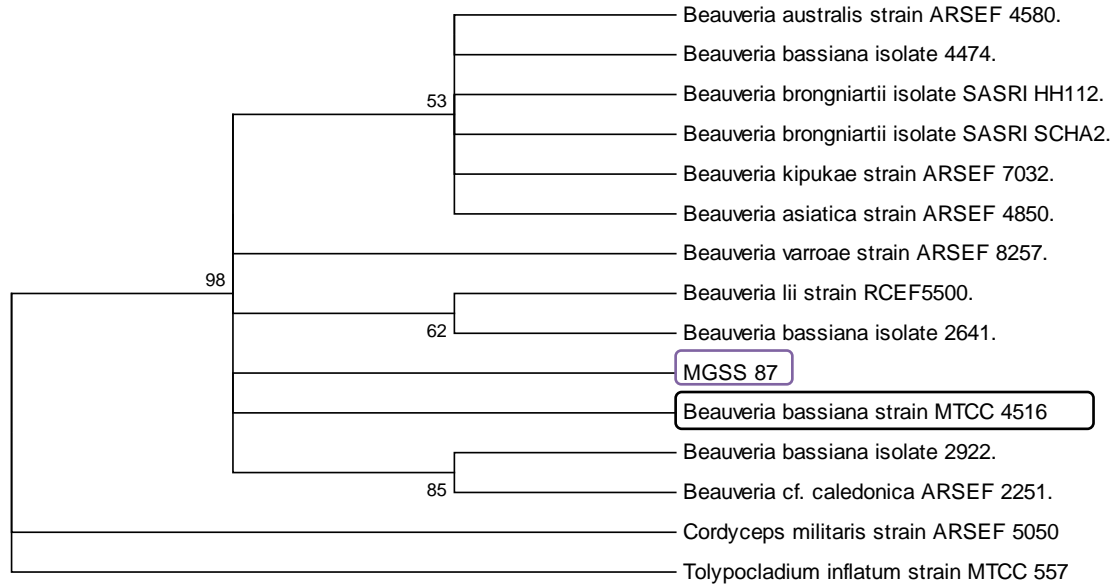 Beauveria australis strain ARSEF 4580.
Beauveria bassiana isolate 4474.
53
Beauveria brongniartii isolate SASRI HH112.
Beauveria brongniartii isolate SASRI SCHA2.
Beauveria kipukae strain ARSEF 7032.
Beauveria asiatica strain ARSEF 4850.
Beauveria varroae strain ARSEF 8257.
98
Beauveria lii strain RCEF5500.
62
Beauveria bassiana isolate 2641.
MGSS 87
Beauveria bassiana strain MTCC 4516
Beauveria bassiana isolate 2922.
85
Beauveria cf. caledonica ARSEF 2251.
Cordyceps militaris strain ARSEF 5050
Tolypocladium inflatum strain MTCC 557